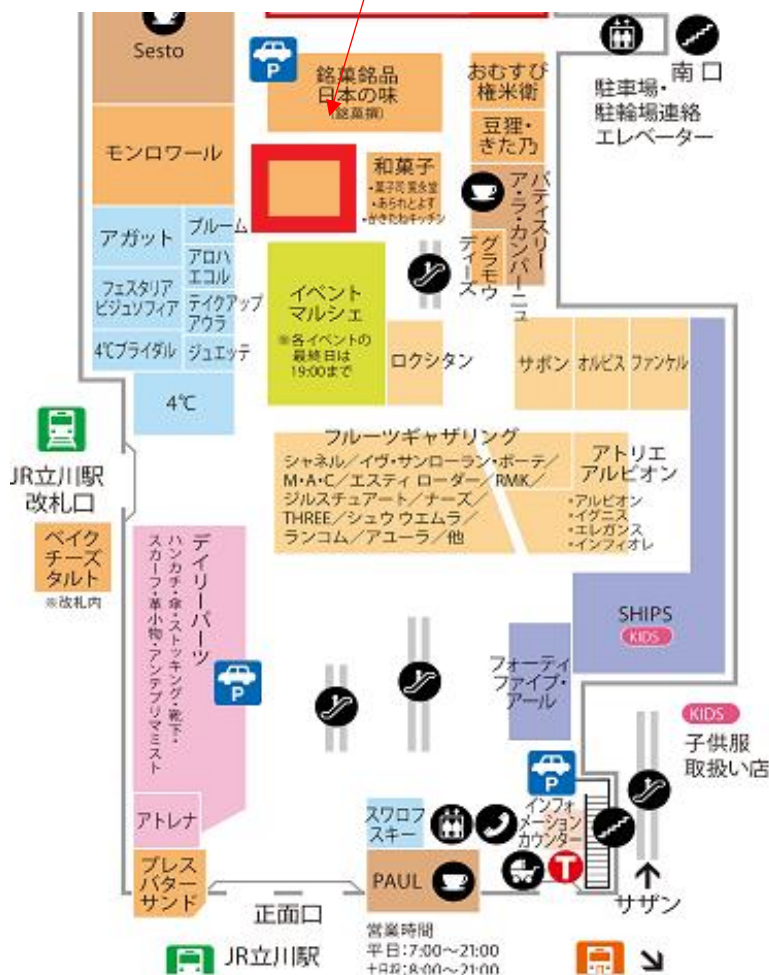 Sesto
P
銘菓銘品
日本の味
(銘菓撰)
おむすび
権米衛
南口
駐車場・
駐輪場連絡
エレベーター
モンロワール
豆狸・
きた乃
和菓子
・菓子司 栗永堂
・あられとよす
・かきたねキッチン
パティスリー
ア・ラ・カンパーニュ
グラモウ
ディーズ
アガット
ブルーム
アロハ
エコル
フェスタリア
ビジュソフィア
テイクアップ
アウラ
4℃ブライダル
ジュエッテ
4℃
イベント
マルシェ
※各イベントの
最終日は
19:00まで
ロクシタン
サボン
オルビス
ファンケル
JR立川駅
改札口
ベイク
チーズ
タルト
※改札内
フルーツギャザリング
シャネル／イヴ・サンローラン・ボーテ／
M・A・C／エスティ ローダー／RMK／
ジルスチュアート／ナーズ／
THREE／シュウ ウエムラ／
ランコム／アユーラ／他
アトリエ
アルビオン
・アルビオン
・イグニス
・エレガンス
・インフィオレ
デイリーパーツ
ハンカチ・傘・ストッキング・靴下・
スカーフ・革小物・アンテプリマミスト
P
SHIPS
KIDS
フォーティ
ファイブ・
アール
KIDS
子供服
取扱い店
P
アトレナ
スワロフ
スキー
インフォ
メーション
カウンター
T
プレス
バター
サンド
PAUL
サザン
正面口
JR立川駅
営業時間
平日:7:00～21:00
土日祝:8:00～21:00